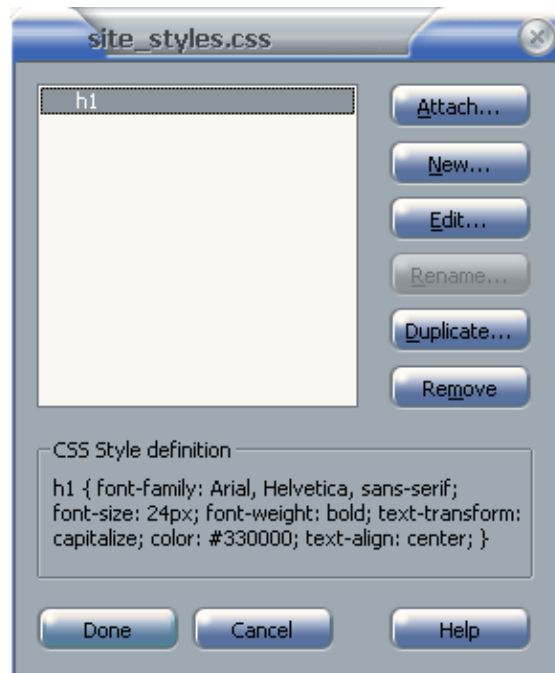 site_styles.css
h1
Attach...
New...
Edit...
Rename...
Duplicate...
Remove
CSS Style definition
h1 { font-family: Arial, Helvetica, sans-serif;
font-size: 24px; font-weight: bold; text-transform:
capitalize; color: #330000; text-align: center; }
Done Cancel Help